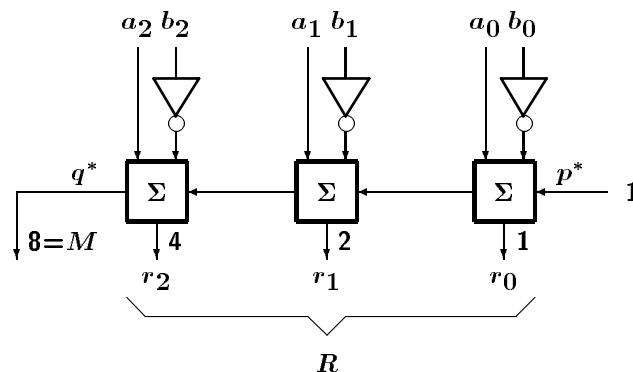 a₂ b₂ a₁ b₁ a₀ b₀
q* Σ Σ Σ p* 1
8=M 4 2 1
r₂ r₁ r₀
R